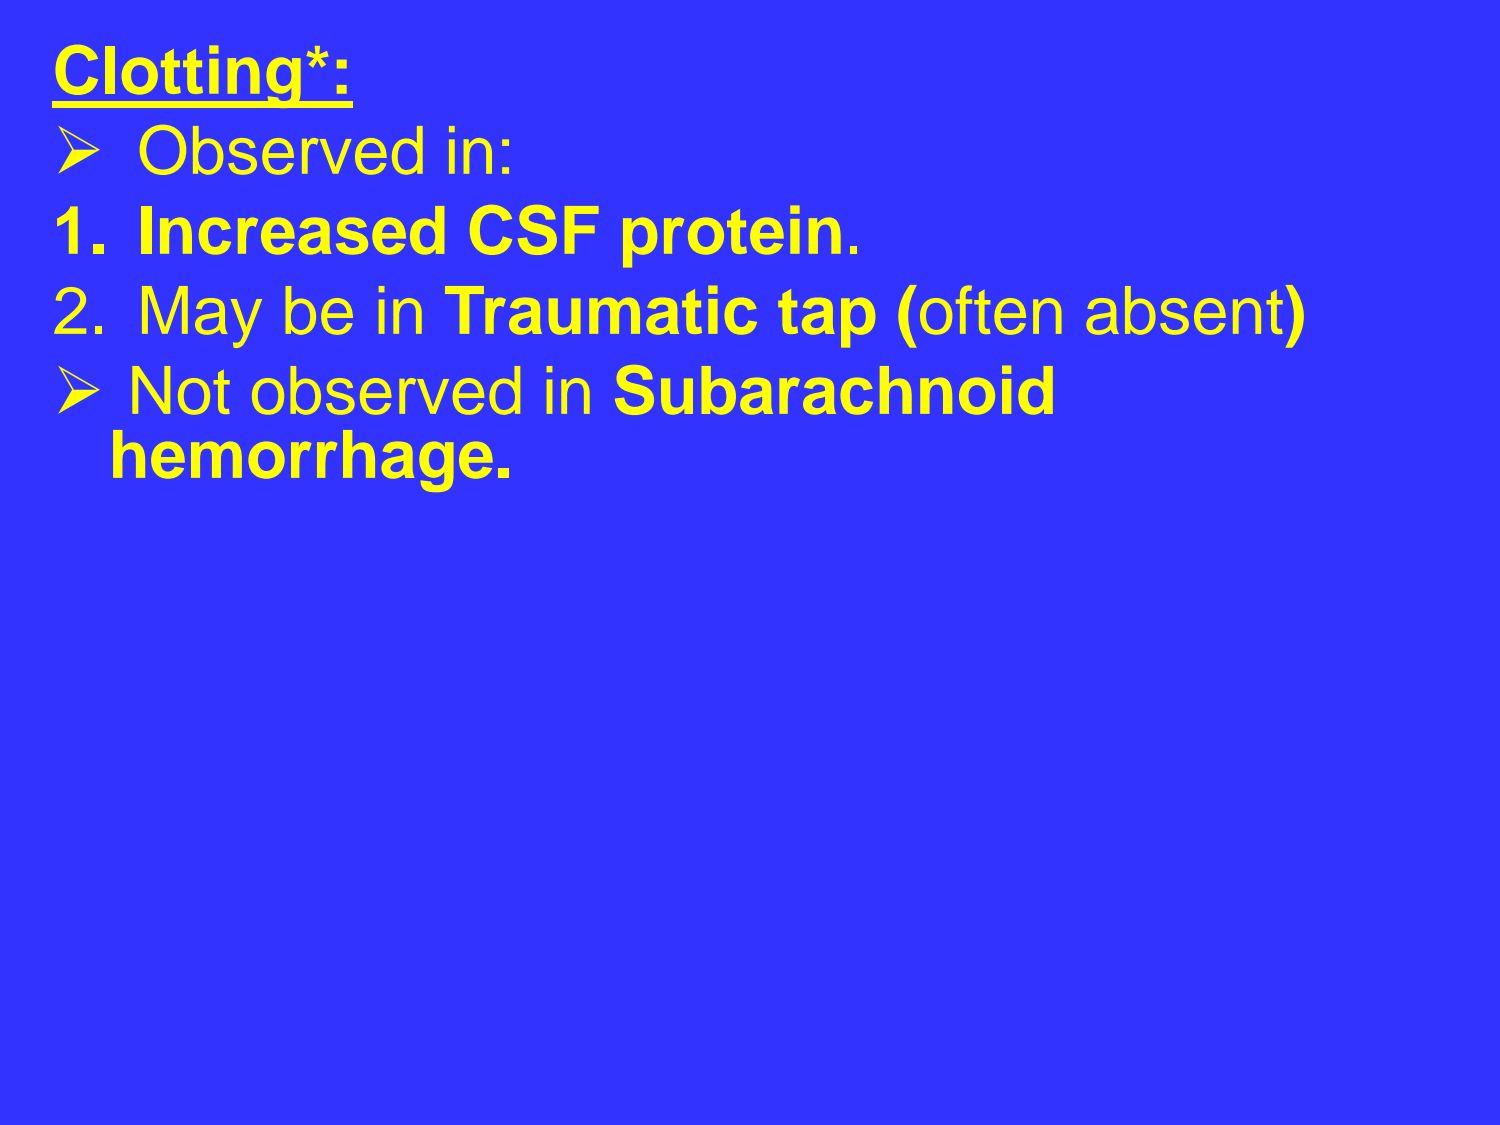 Clotting*:
➢ Observed in:
1. Increased CSF protein.
2. May be in Traumatic tap (often absent)
➢ Not observed in Subarachnoid
hemorrhage.